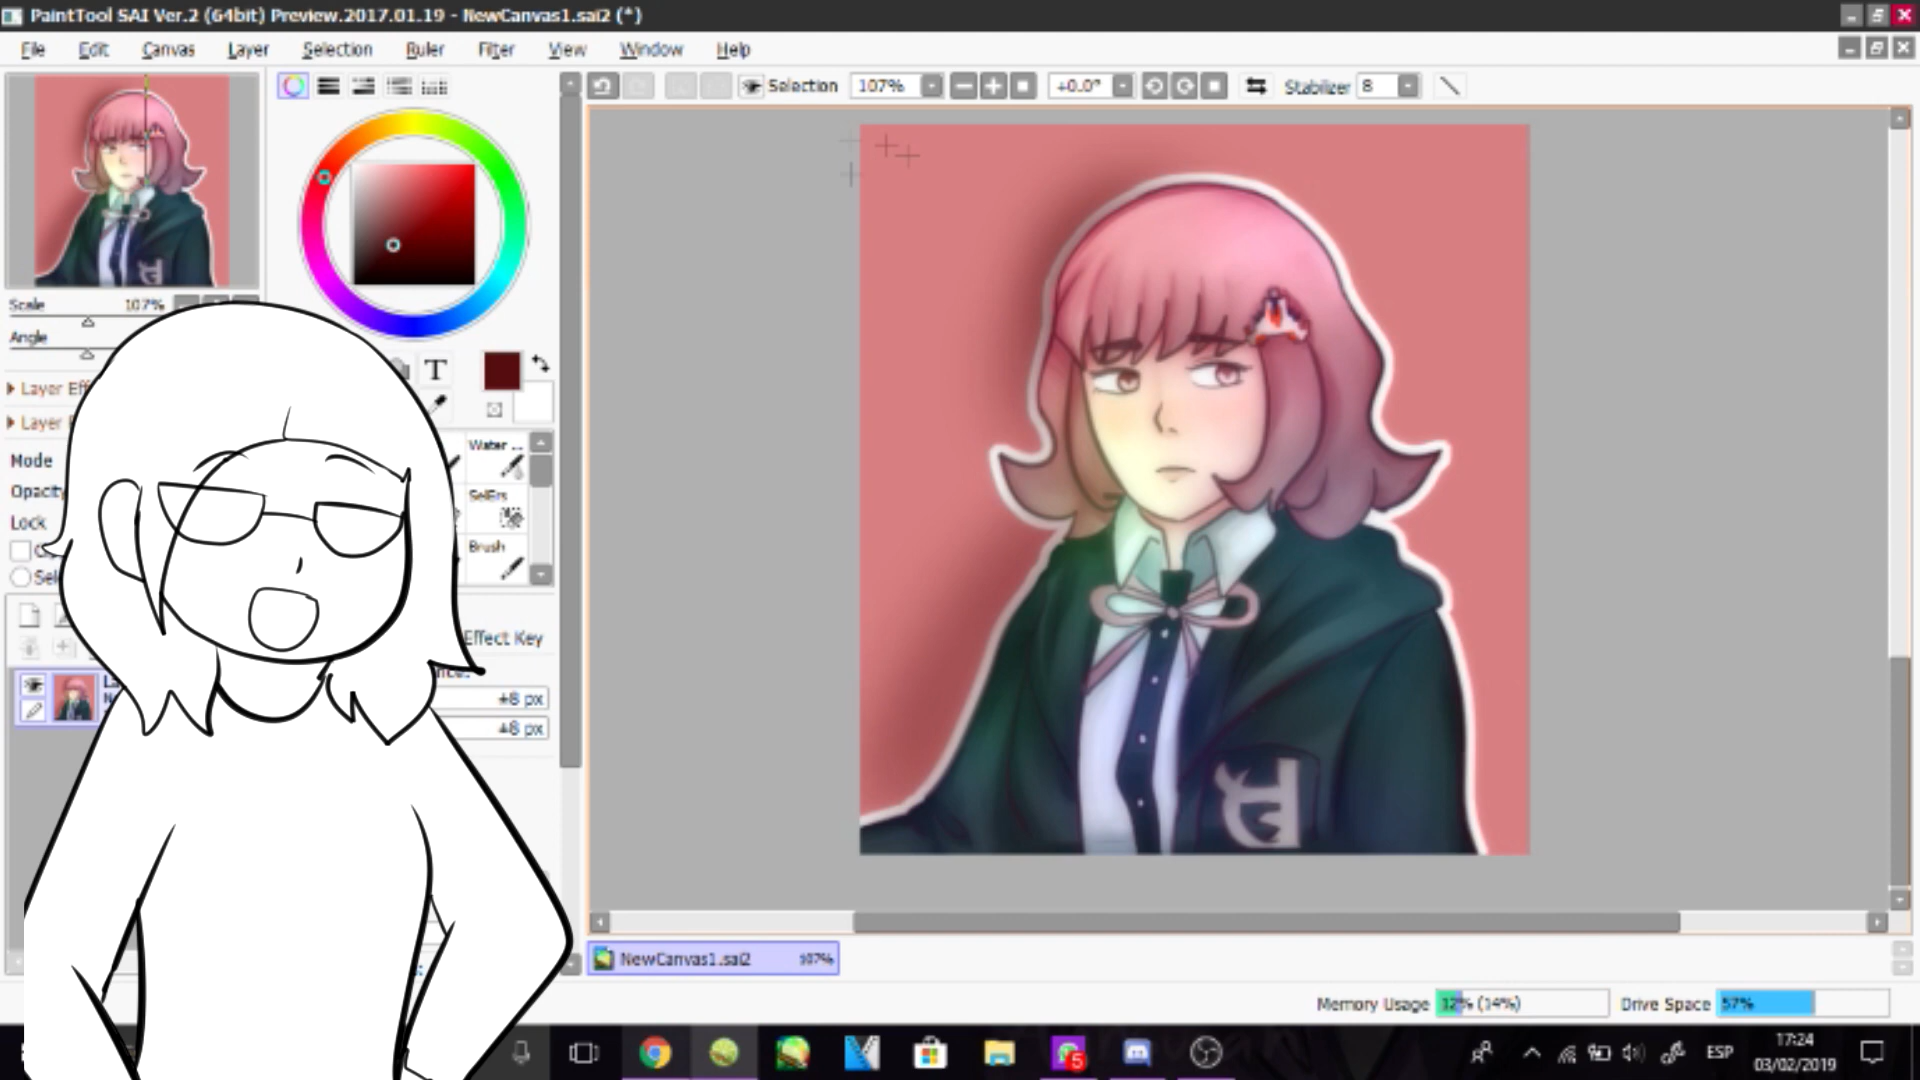 PaintTool SAI Ver.2 (64bit) Preview.2017.01.19 - NewCanvas1.sai2 (*)
File Edit Canvas Layer Selection Ruler Filter View Window Help
Selection 107% +0.0° Stabilizer 8
Scale 107%
Angle
T
Layer
Layer
Mode
Water ...
Opacity
SelErs
Lock
Brush
Effect Key
±8 px
±8 px
NewCanvas1.sai2 107%
Memory Usage 12% (14%) Drive Space 57%
5
ESP
17:24
03/02/2019